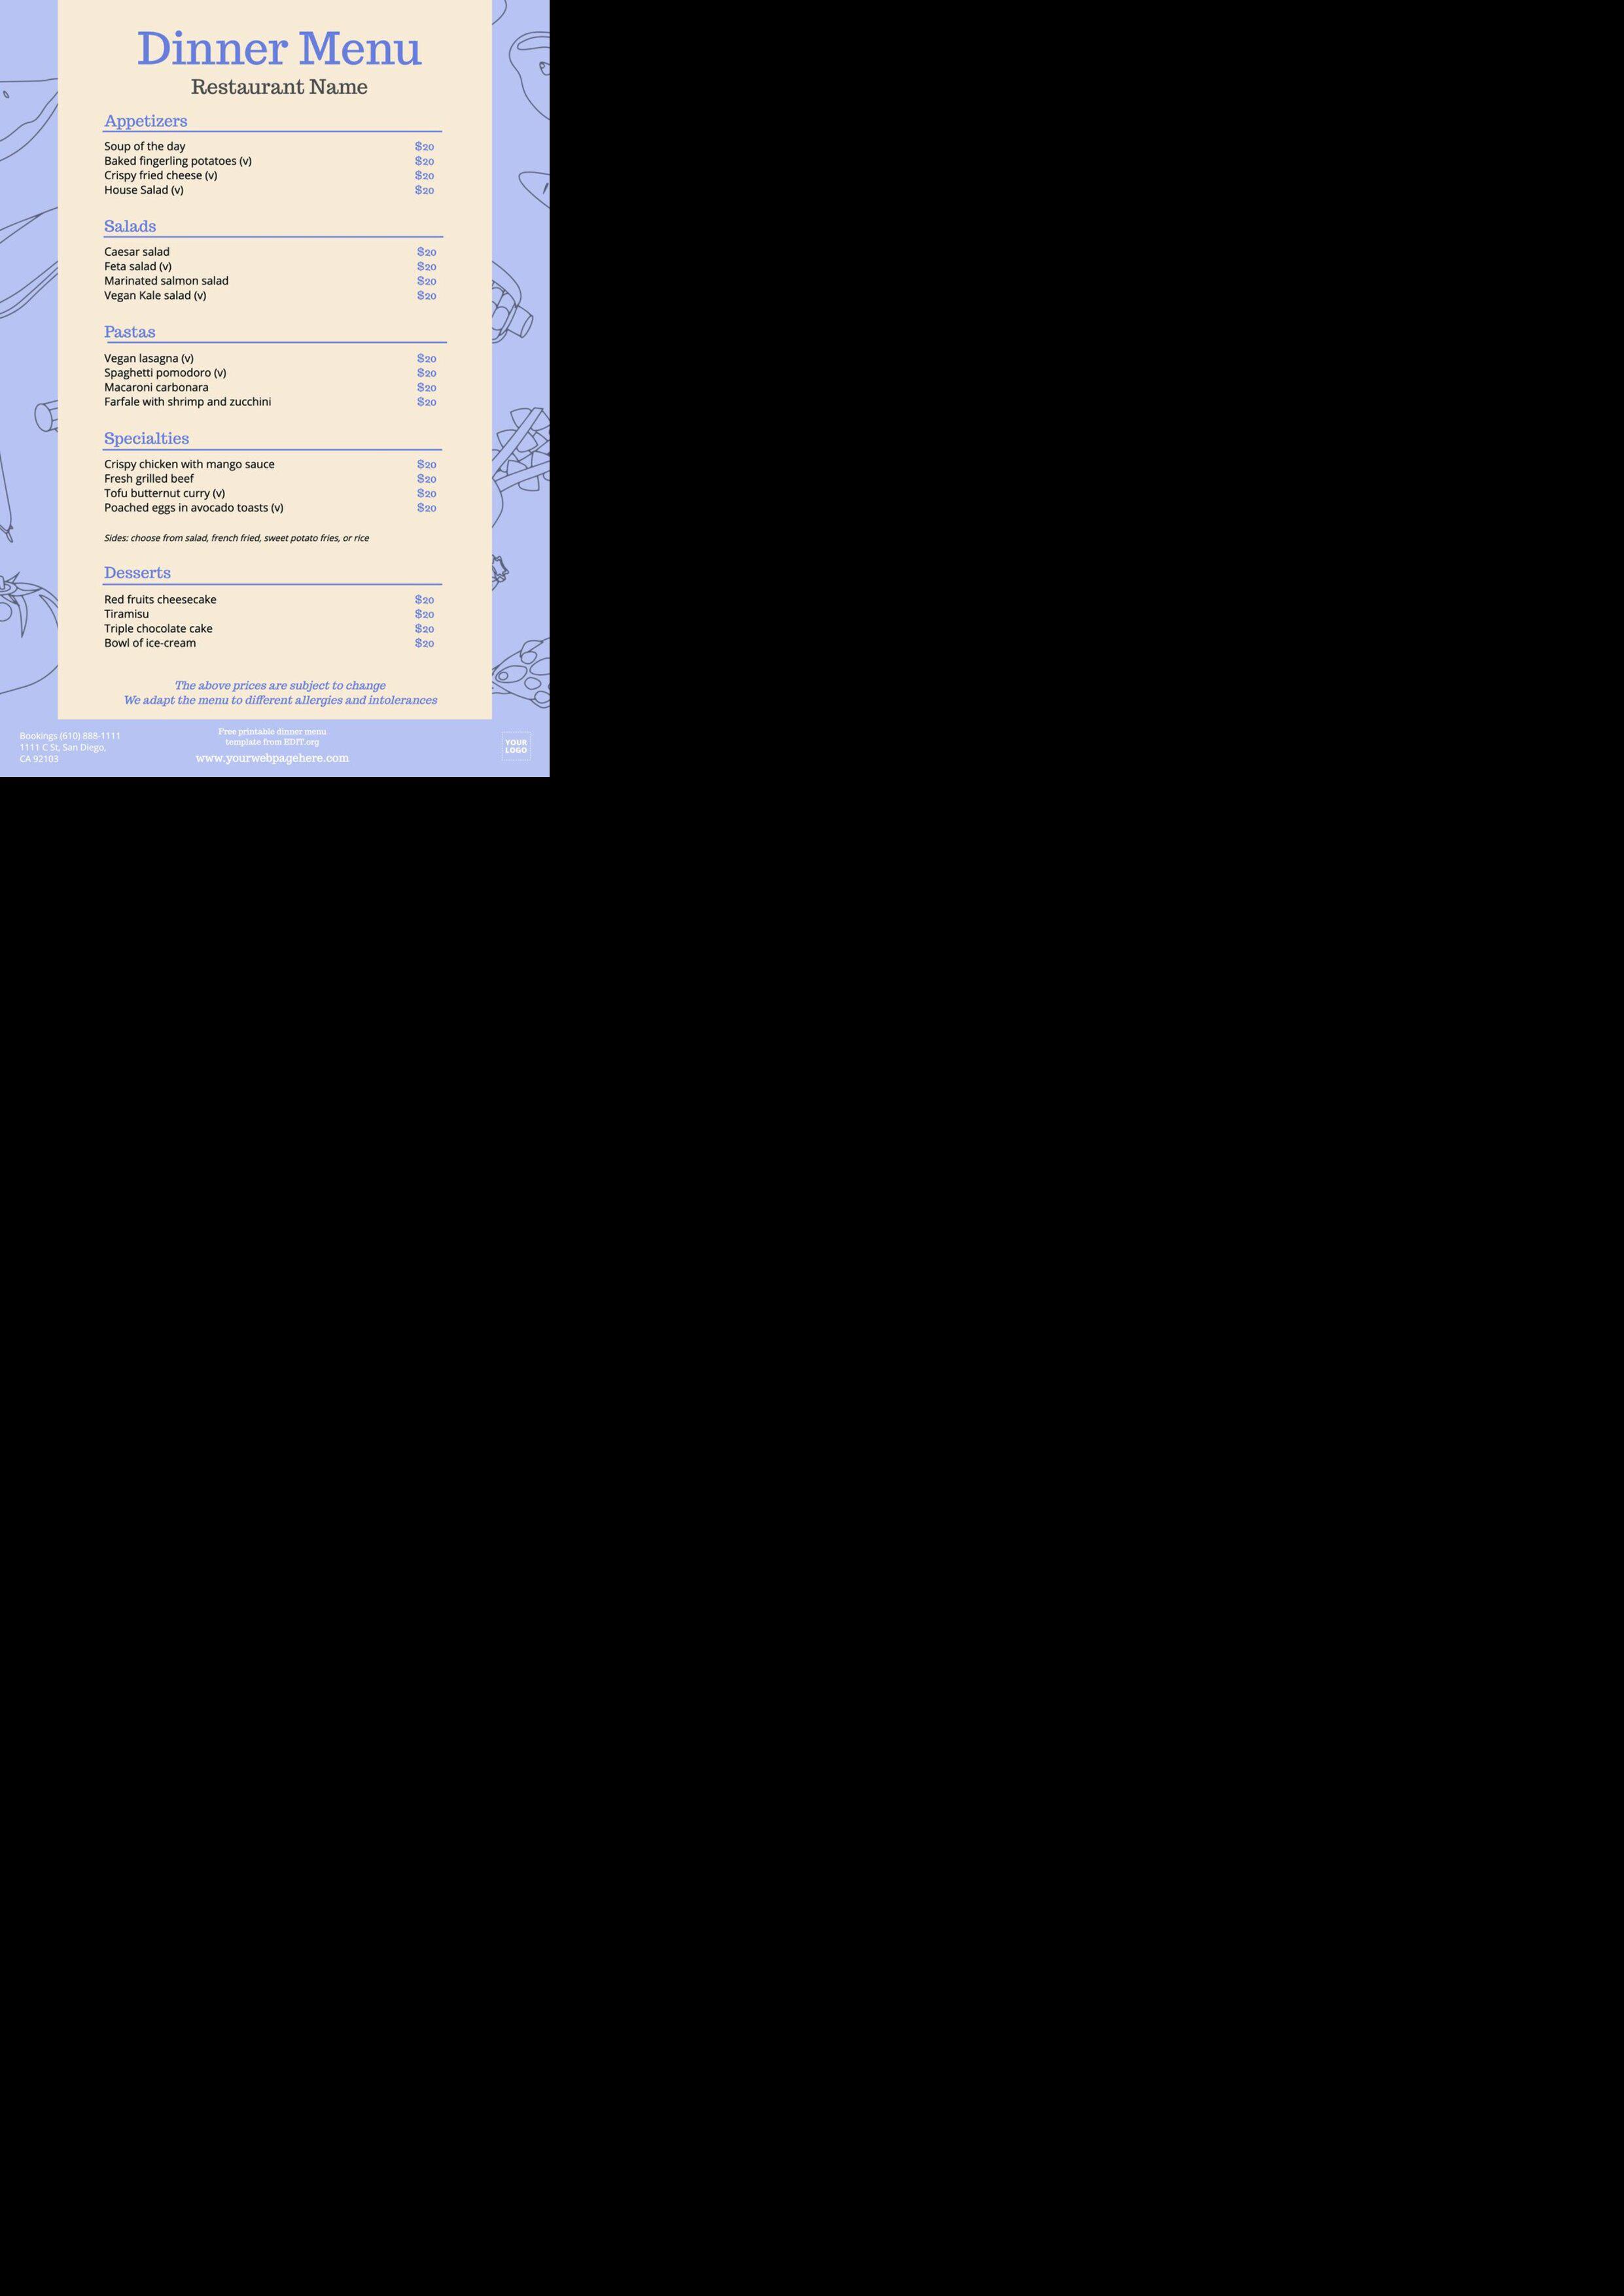 Dinner Menu
Restaurant Name
Appetizers
Soup of the day $20
Baked fingerling potatoes (v) $20
Crispy fried cheese (v) $20
House Salad (v) $20
Salads
Caesar salad $20
Feta salad (v) $20
Marinated salmon salad $20
Vegan Kale salad (v) $20
Pastas
Vegan lasagna (v) $20
Spaghetti pomodoro (v) $20
Macaroni carbonara $20
Farfale with shrimp and zucchini $20
Specialties
Crispy chicken with mango sauce $20
Fresh grilled beef $20
Tofu butternut curry (v) $20
Poached eggs in avocado toasts (v) $20
Sides: choose from salad, french fried, sweet potato fries, or rice
Desserts
Red fruits cheesecake $20
Tiramisu $20
Triple chocolate cake $20
Bowl of ice-cream $20
The above prices are subject to change
We adapt the menu to different allergies and intolerances
Bookings (610) 888-1111
1111 C St, San Diego,
CA 92103
Free printable dinner menu
template from EDIT.org
www.yourwebpagehere.com
YOUR
LOGO